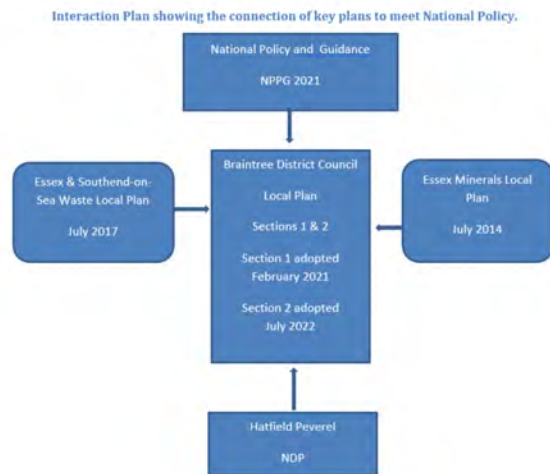 Interaction Plan showing the connection of key plans to meet National Policy.
National Policy and Guidance
NPPG 2021
Essex & Southend-on-
Sea Waste Local Plan
July 2017
Braintree District Council
Local Plan
Sections 1 & 2
Section 1 adopted
February 2021
Section 2 adopted
July 2022
Essex Minerals Local
Plan
July 2014
Hatfield Peverel
NDP